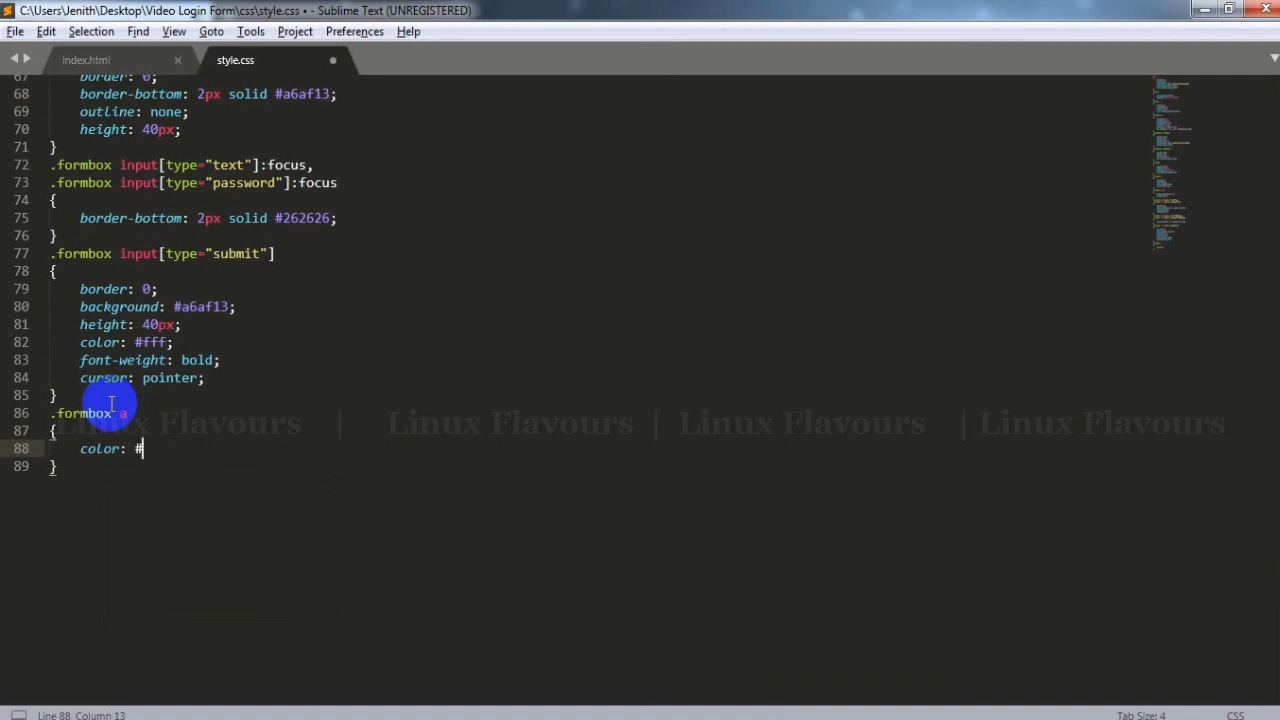 C:\Users\Jenith\Desktop\Video Login Form\css\style.css • - Sublime Text (UNREGISTERED)
File Edit Selection Find View Goto Tools Project Preferences Help
index.html × style.css
67 border: 0;
68 border-bottom: 2px solid #a6af13;
69 outline: none;
70 height: 40px;
71 }
72 .formbox input[type="text"]:focus,
73 .formbox input[type="password"]:focus
74 {
75 border-bottom: 2px solid #262626;
76 }
77 .formbox input[type="submit"]
78 {
79 border: 0;
80 background: #a6af13;
81 height: 40px;
82 color: #fff;
83 font-weight: bold;
84 cursor: pointer;
85 }
86 .formbox a
Linux Flavours | Linux Flavours | Linux Flavours | Linux Flavours
87 {
88 color: #
89 }
Line 88, Column 13 Tab Size: 4 CSS